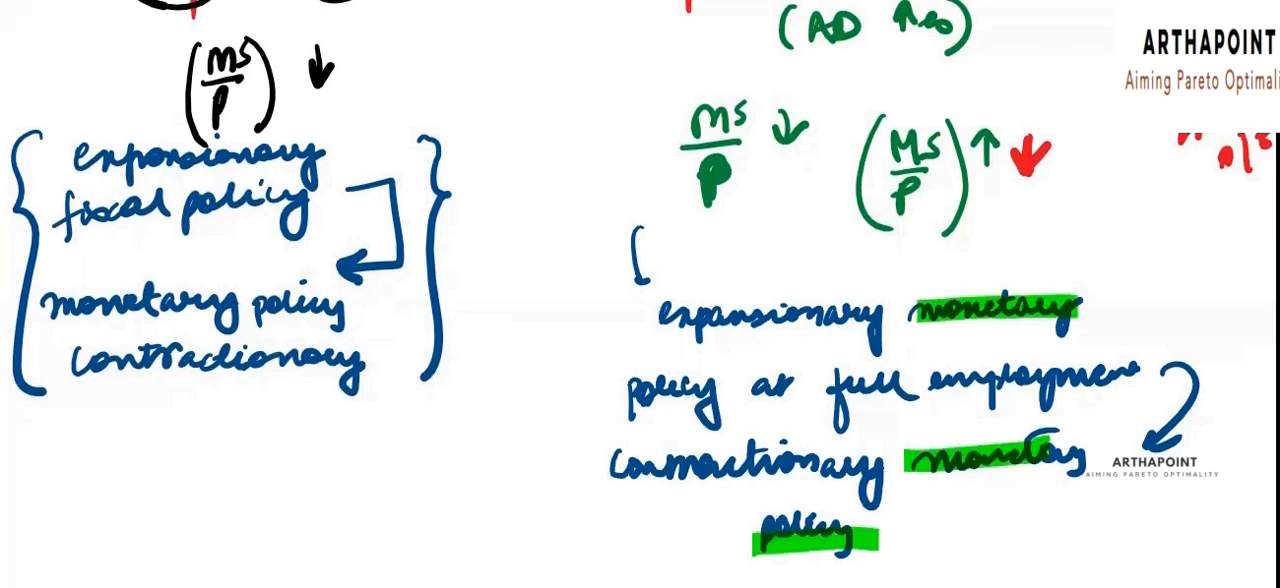 (AD ↑es)
ARTHAPOINT
Aiming Pareto Optimali
(Ms/P) ↓
Ms/P ↓ (Ms/P) ↑ ↓
expansionary
fiscal policy
monetary policy
contractionary
expansionary monetary
policy at full employment
contractionary monetary
policy
ARTHAPOINT
AIMING PARETO OPTIMALITY